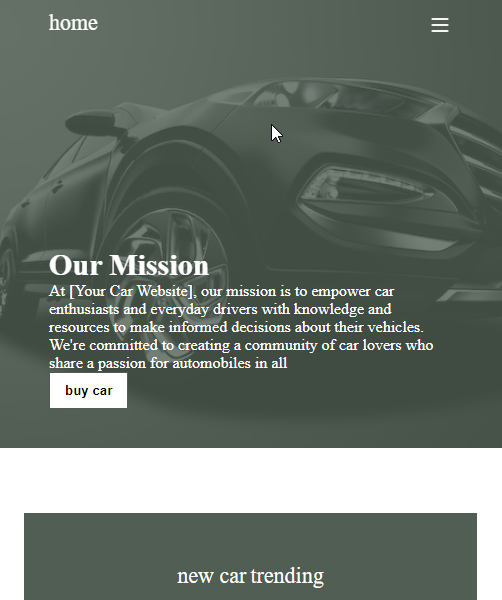 home
Our Mission
At [Your Car Website], our mission is to empower car
enthusiasts and everyday drivers with knowledge and
resources to make informed decisions about their vehicles.
We're committed to creating a community of car lovers who
share a passion for automobiles in all
buy car
new car trending